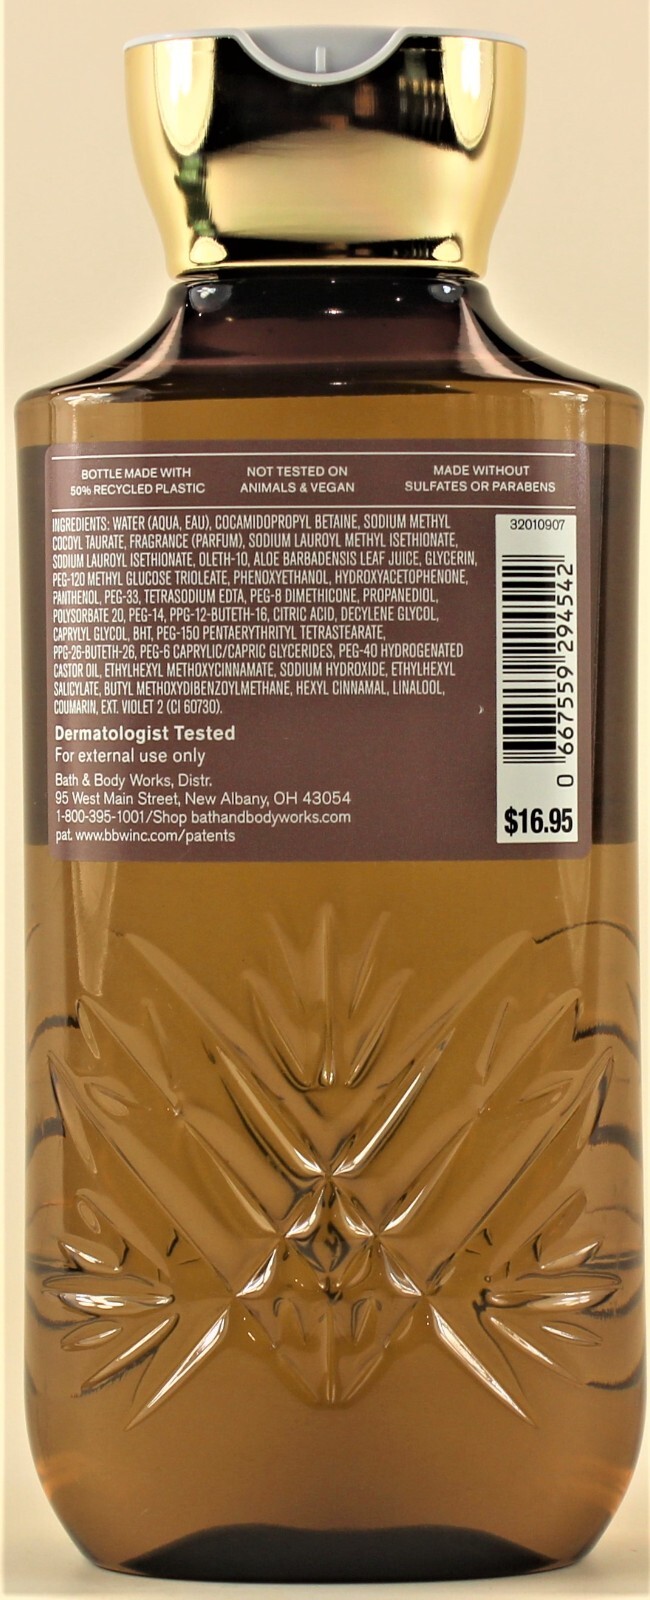 BOTTLE MADE WITH
50% RECYCLED PLASTIC
NOT TESTED ON
ANIMALS & VEGAN
MADE WITHOUT
SULFATES OR PARABENS
INGREDIENTS: WATER (AQUA, EAU), COCAMIDOPROPYL BETAINE, SODIUM METHYL
COCOYL TAURATE, FRAGRANCE (PARFUM), SODIUM LAUROYL METHYL ISETHIONATE,
SODIUM LAUROYL ISETHIONATE, OLETH-10, ALOE BARBADENSIS LEAF JUICE, GLYCERIN,
PEG-120 METHYL GLUCOSE TRIOLEATE, PHENOXYETHANOL, HYDROXYACETOPHENONE,
PANTHENOL, PEG-33, TETRASODIUM EDTA, PEG-8 DIMETHICONE, PROPANEDIOL,
POLYSORBATE 20, PEG-14, PPG-12-BUTETH-16, CITRIC ACID, DECYLENE GLYCOL,
CAPRYLYL GLYCOL, BHT, PEG-150 PENTAERYTHRITYL TETRASTEARATE,
PPG-26-BUTETH-26, PEG-6 CAPRYLIC/CAPRIC GLYCERIDES, PEG-40 HYDROGENATED
CASTOR OIL, ETHYLHEXYL METHOXYCINNAMATE, SODIUM HYDROXIDE, ETHYLHEXYL
SALICYLATE, BUTYL METHOXYDIBENZOYLMETHANE, HEXYL CINNAMAL, LINALOOL,
COUMARIN, EXT. VIOLET 2 (CI 60730).
Dermatologist Tested
For external use only
Bath & Body Works, Distr.
95 West Main Street, New Albany, OH 43054
1-800-395-1001/Shop bathandbodyworks.com
pat. www.bbwinc.com/patents
32010907
0 667559 294542
$16.95